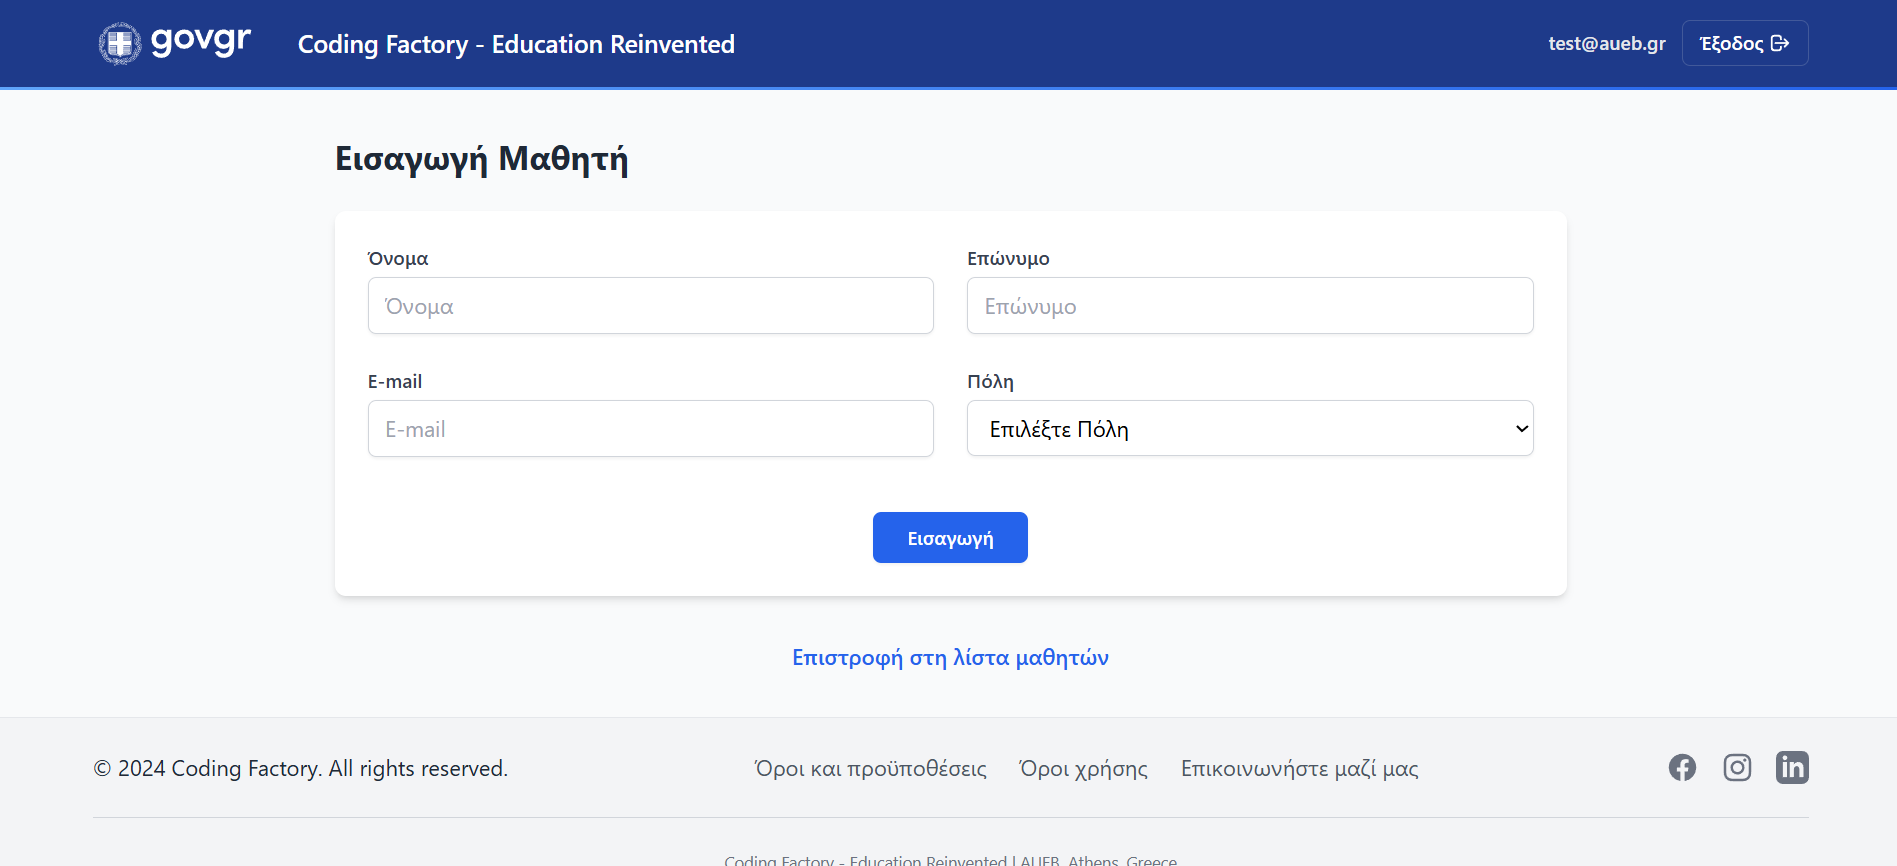 govgr Coding Factory - Education Reinvented test@aueb.gr Έξοδος
Εισαγωγή Μαθητή
Όνομα Επώνυμο
Όνομα Επώνυμο
E-mail Πόλη
E-mail Επιλέξτε Πόλη
Εισαγωγή
Επιστροφή στη λίστα μαθητών
© 2024 Coding Factory. All rights reserved. Όροι και προϋποθέσεις Όροι χρήσης Επικοινωνήστε μαζί μας
Coding Factory - Education Reinvented | AUEB, Athens, Greece